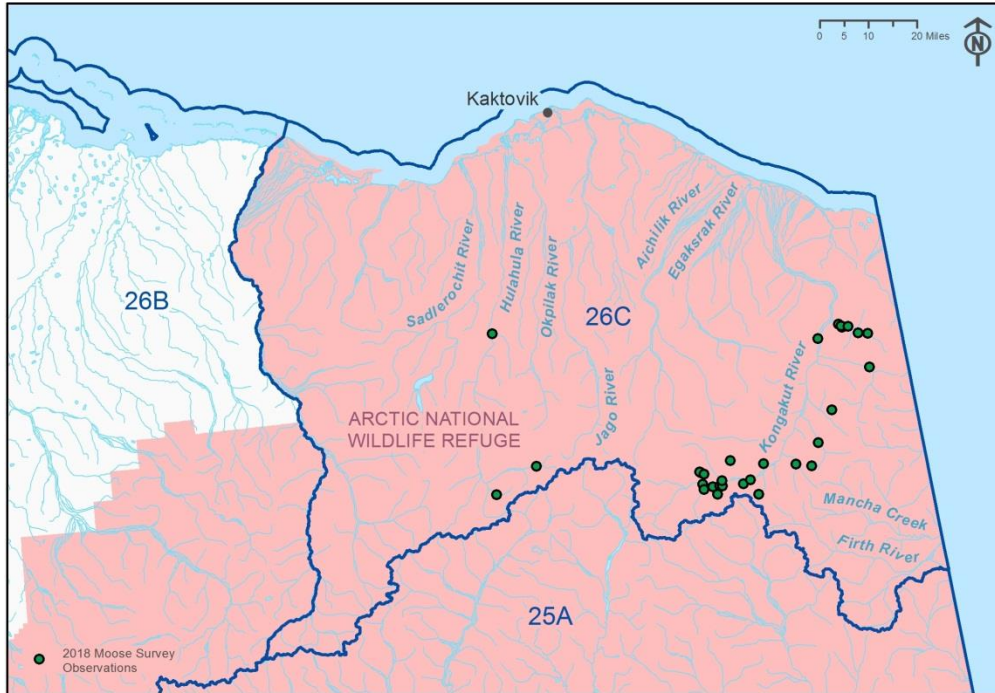 0 5 10 20 Miles
N
Kaktovik
Sadlerochit River
Hulahula River
Okpilak River
Aichilik River
Egaksrak River
26B
26C
Jago River
Kongakut River
ARCTIC NATIONAL
WILDLIFE REFUGE
Mancha Creek
Firth River
25A
2018 Moose Survey
Observations